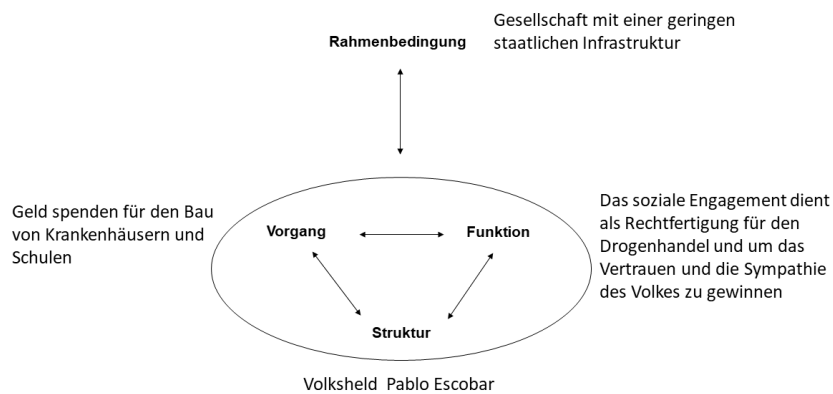 Gesellschaft mit einer geringen
staatlichen Infrastruktur
Rahmenbedingung
Geld spenden für den Bau
von Krankenhäusern und
Schulen
Vorgang
Funktion
Das soziale Engagement dient
als Rechtfertigung für den
Drogenhandel und um das
Vertrauen und die Sympathie
des Volkes zu gewinnen
Struktur
Volksheld  Pablo Escobar